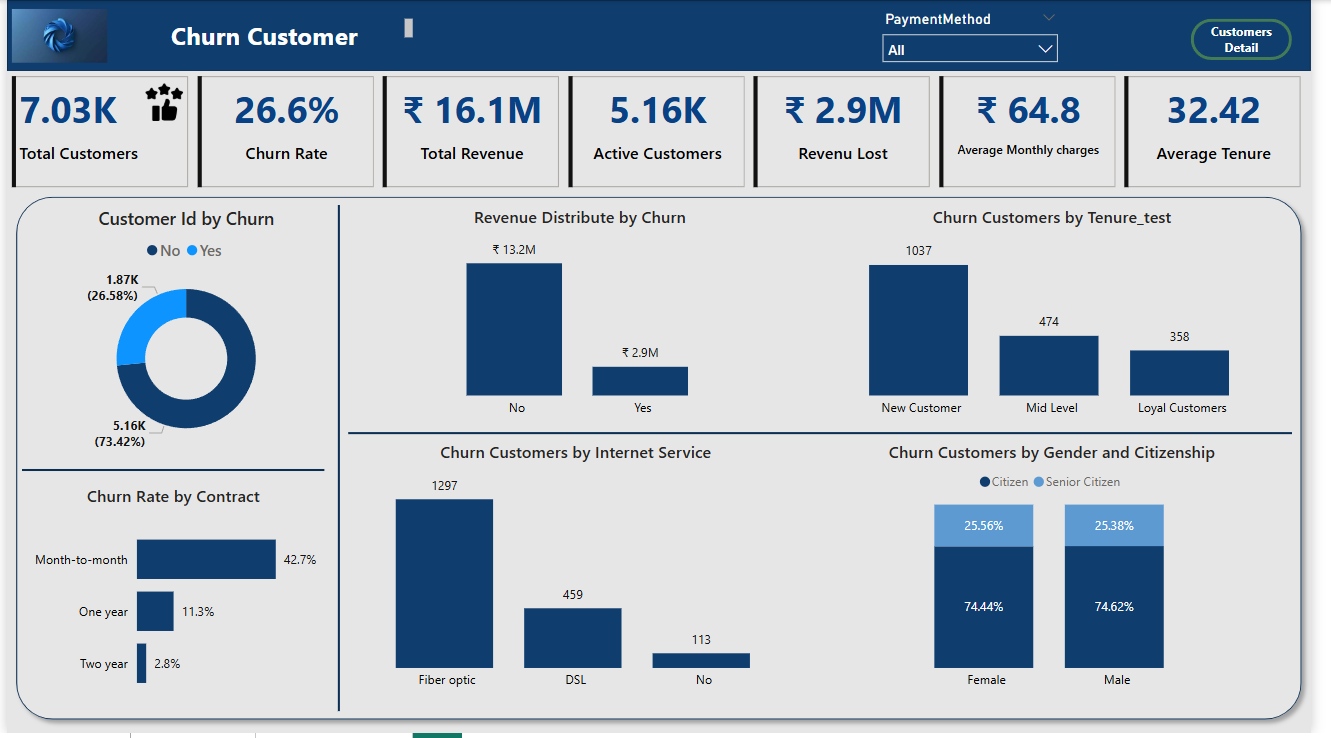 Churn Customer
PaymentMethod
All
Customers
Detail
7.03K
Total Customers
26.6%
Churn Rate
₹ 16.1M
Total Revenue
5.16K
Active Customers
₹ 2.9M
Revenu Lost
₹ 64.8
Average Monthly charges
32.42
Average Tenure
Customer Id by Churn
No Yes
1.87K
(26.58%)
5.16K
(73.42%)
Churn Rate by Contract
Month-to-month 42.7%
One year 11.3%
Two year 2.8%
Revenue Distribute by Churn
₹ 13.2M
₹ 2.9M
No Yes
Churn Customers by Tenure_test
1037
474
358
New Customer Mid Level Loyal Customers
Churn Customers by Internet Service
1297
459
113
Fiber optic DSL No
Churn Customers by Gender and Citizenship
Citizen Senior Citizen
25.56% 25.38%
74.44% 74.62%
Female Male